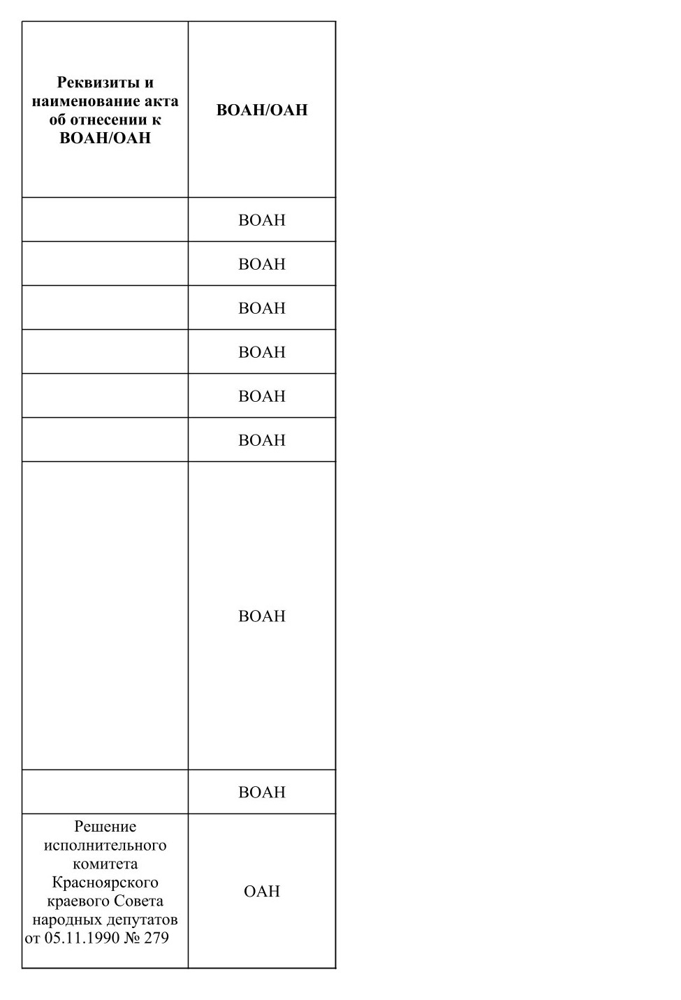 Реквизиты и
наименование акта
об отнесении к
ВОАН/ОАН
ВОАН/ОАН
ВОАН
ВОАН
ВОАН
ВОАН
ВОАН
ВОАН
ВОАН
ВОАН
Решение
исполнительного
комитета
Красноярского
краевого Совета
народных депутатов
от 05.11.1990 № 279
ОАН